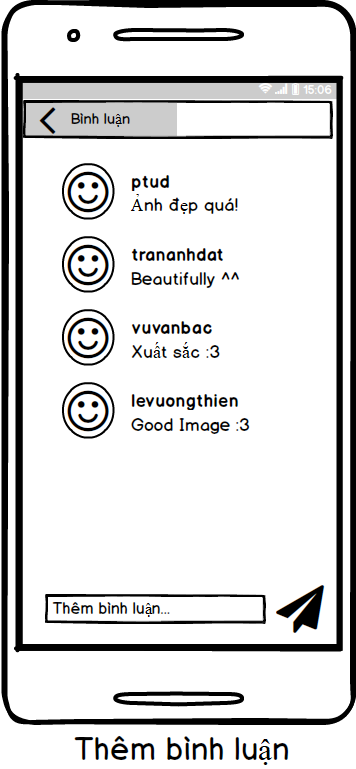 15:06
Bình luận
ptud
Ảnh đẹp quá!
trananhdat
Beautifully ^^
vuvanbac
Xuất sắc :3
levuongthien
Good Image :3
Thêm bình luận...
Thêm bình luận